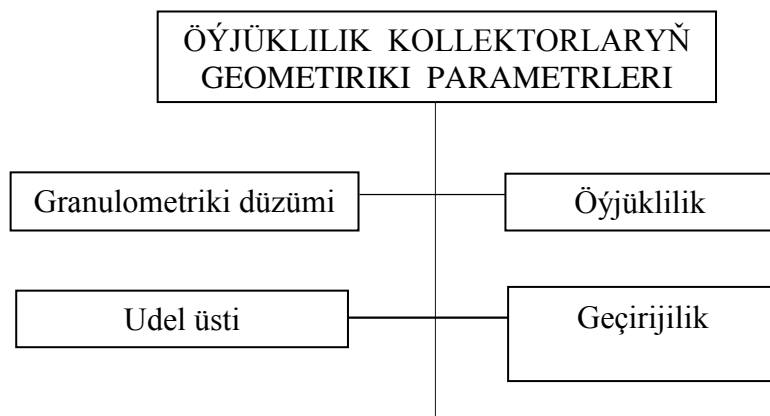 ÖÝJÜKLILIK KOLLEKTORLARYŇ
GEOMETIRIKI PARAMETRLERI
Granulometriki düzümi
Öýjüklilik
Udel üsti
Geçirijilik